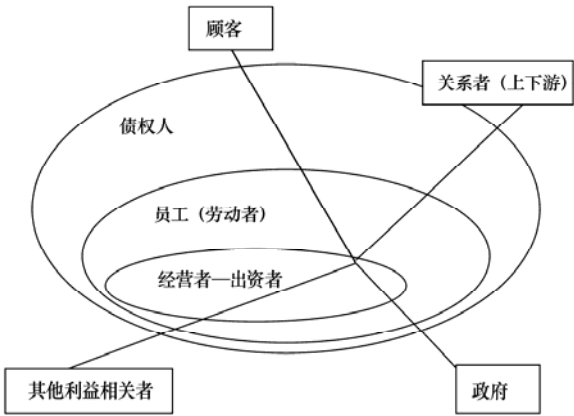 顾客
关系者（上下游）
债权人
员工（劳动者）
经营者—出资者
其他利益相关者
政府